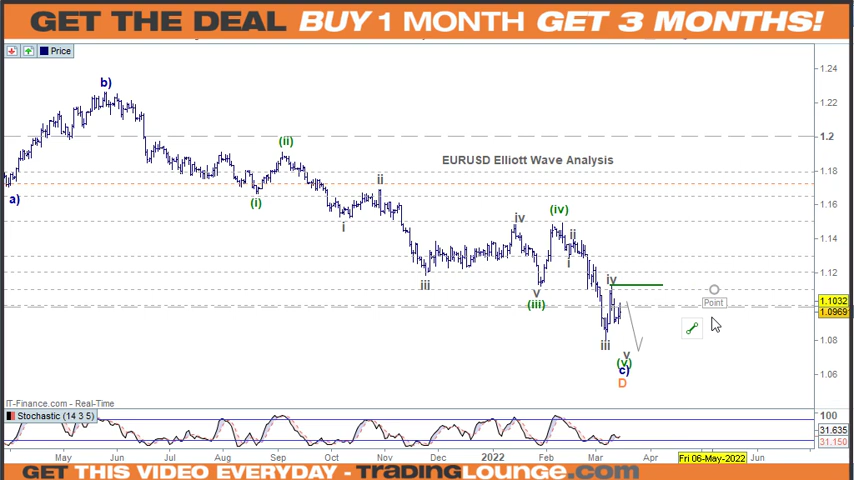 GET THE DEAL BUY 1 MONTH GET 3 MONTHS!
Price
EURUSD Elliott Wave Analysis
b)
a)
(i)
(ii)
i
ii
iii
iv
v
(iii)
(iv)
i
ii
iii
iv
v
(v)
c)
D
Point
1.24
1.22
1.2
1.18
1.16
1.14
1.12
1.1032
1.0969
1.08
1.06
IT-Finance.com - Real-Time
Stochastic (14 3 5)
100
31.635
31.150
May Jun Jul Aug Sep Oct Nov Dec 2022 Feb Mar Apr Fri 06-May-2022 Jun
GET THIS VIDEO EVERYDAY - TradingLounge.com